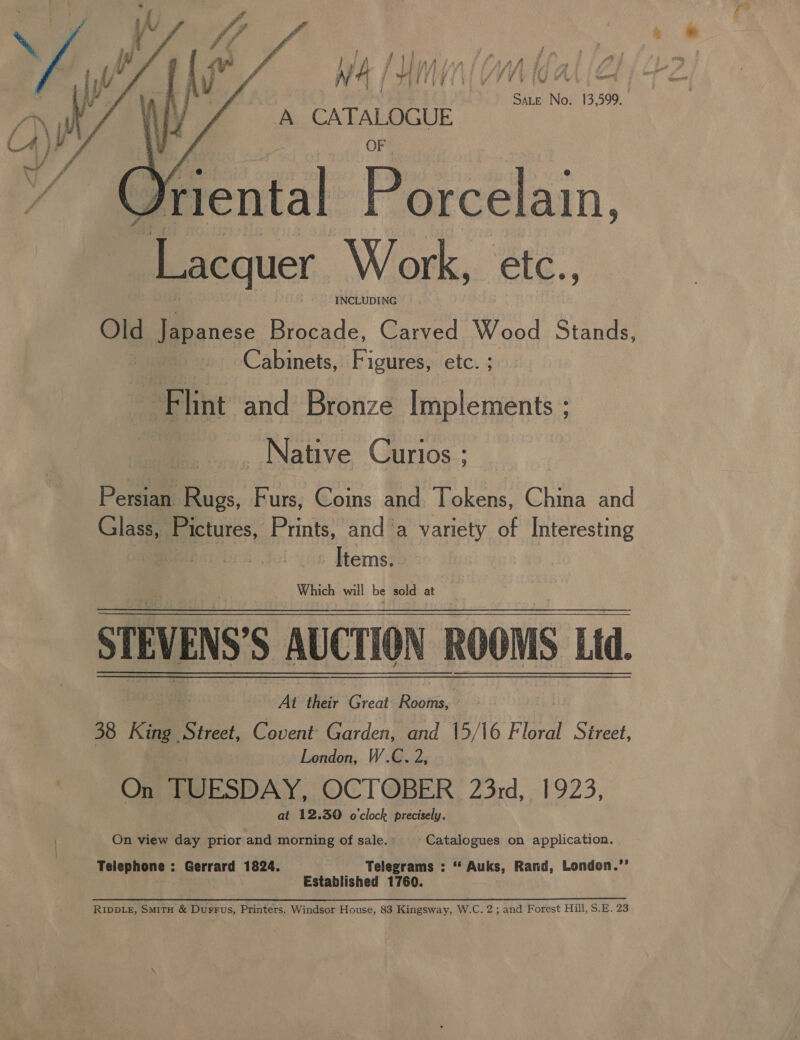 SALE No. 13,599.
A CATALOGUE
OF
Oriental Porcelain,
Lacquer Work, etc.,
INCLUDING
Old Japanese Brocade, Carved Wood Stands,
Cabinets, Figures, etc. ;
Flint and Bronze Implements ;
Native Curios ;
Persian Rugs, Furs, Coins and Tokens, China and
Glass, Pictures, Prints, and a variety of Interesting
Items.
Which will be sold at
STEVENS'S AUCTION ROOMS Ltd.
At their Great Rooms,
38 King Street, Covent Garden, and 15/16 Floral Street,
London, W.C. 2,
On TUESDAY, OCTOBER 23rd, 1923,
at 12.30 o'clock precisely.
On view day prior and morning of sale. Catalogues on application.
Telephone : Gerrard 1824. Telegrams : “ Auks, Rand, London.”
Established 1760.
RIDDLE, SMITH & DUFFUS, Printers, Windsor House, 83 Kingsway, W.C. 2 ; and Forest Hill, S.E. 23